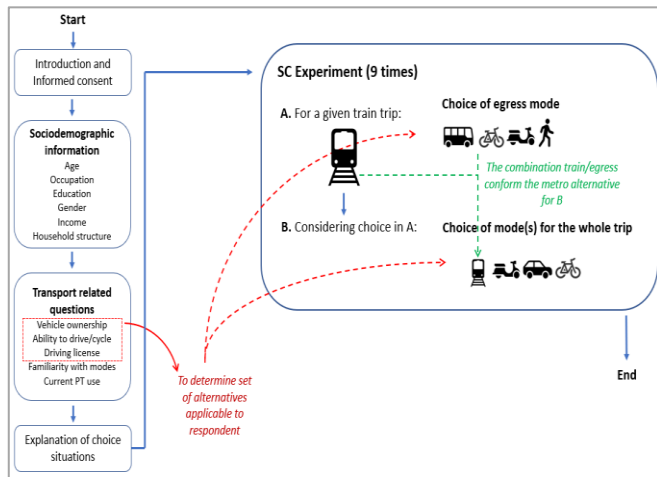 Start
Introduction and
Informed consent
Sociodemographic
information
Age
Occupation
Education
Gender
Income
Household structure
Transport related
questions
Vehicle ownership
Ability to drive/cycle
Driving license
Familiarity with modes
Current PT use
Explanation of choice
situations
To determine set
of alternatives
applicable to
respondent
SC Experiment (9 times)
A. For a given train trip:
Choice of egress mode
The combination train/egress
conform the metro alternative
for B
B. Considering choice in A:
Choice of mode(s) for the whole trip
End